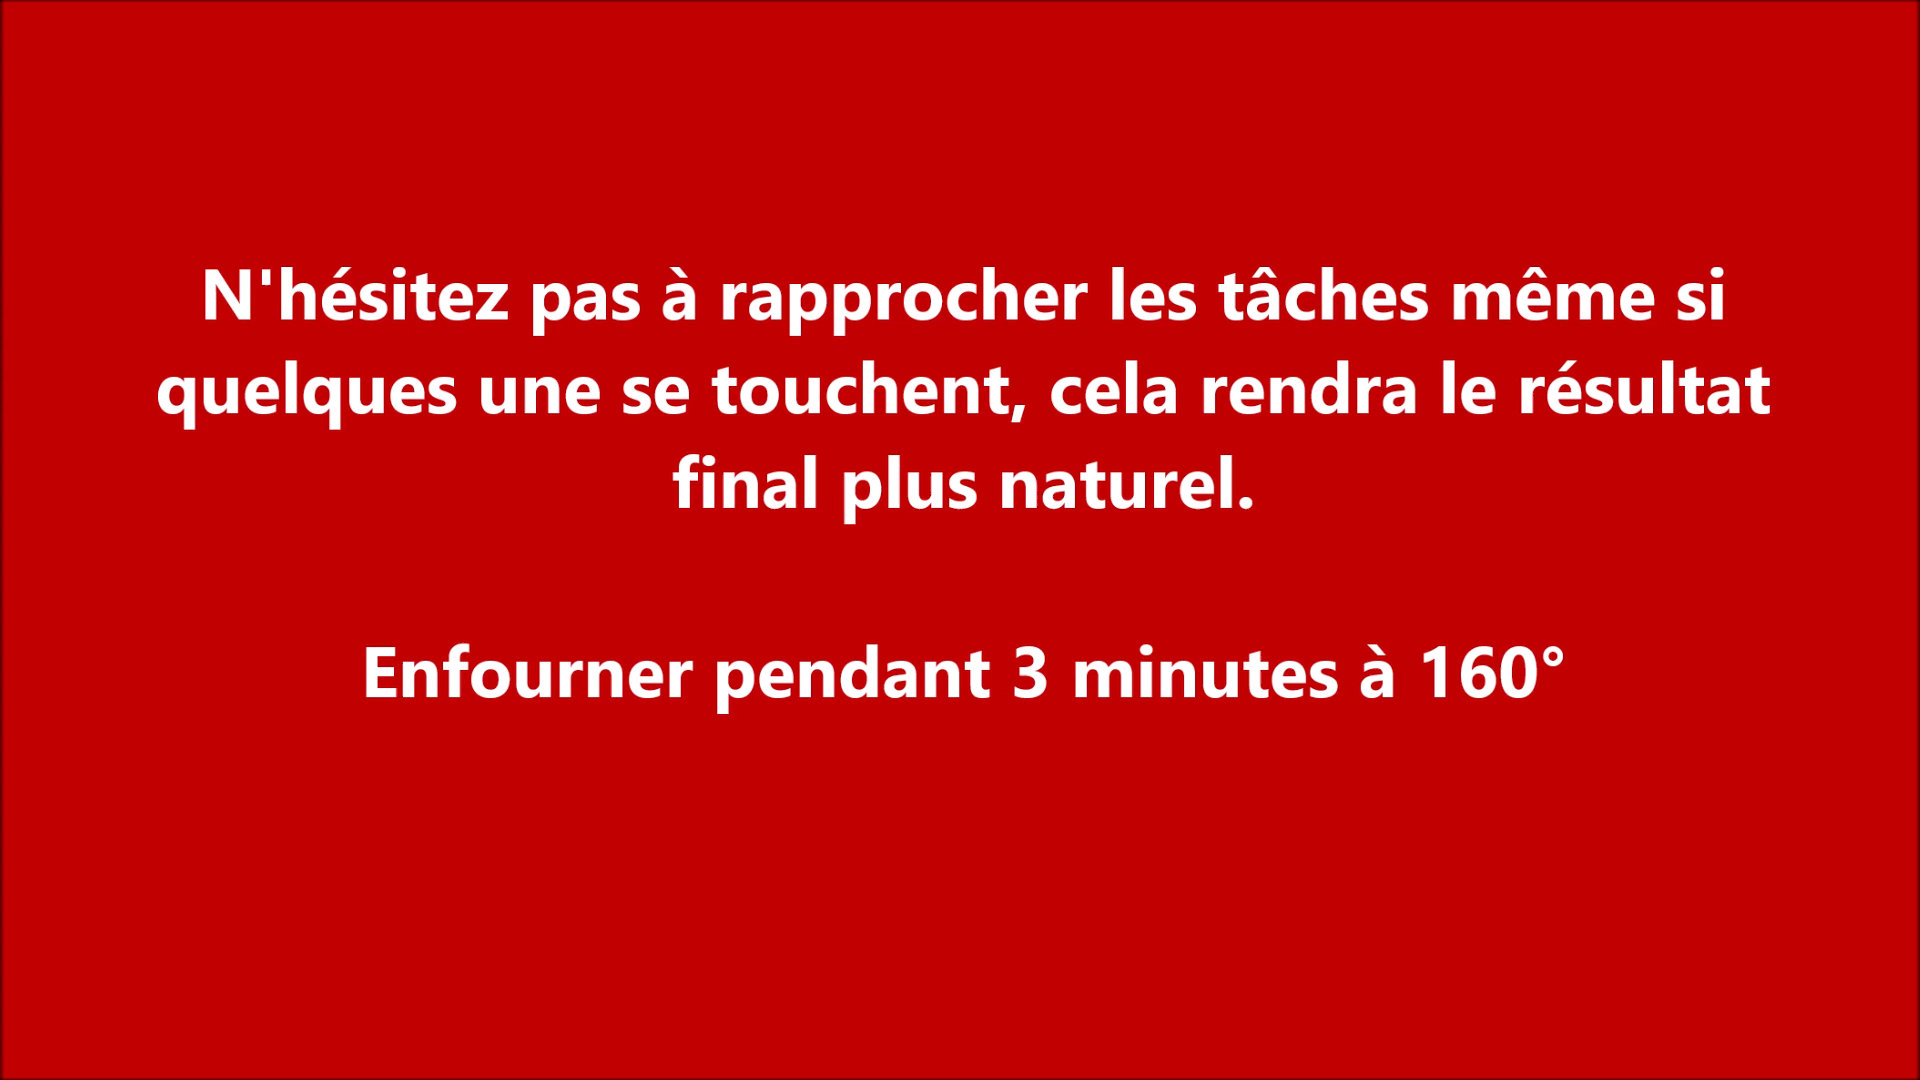 N'hésitez pas à rapprocher les tâches même si
quelques une se touchent, cela rendra le résultat
final plus naturel.
Enfourner pendant 3 minutes à 160°